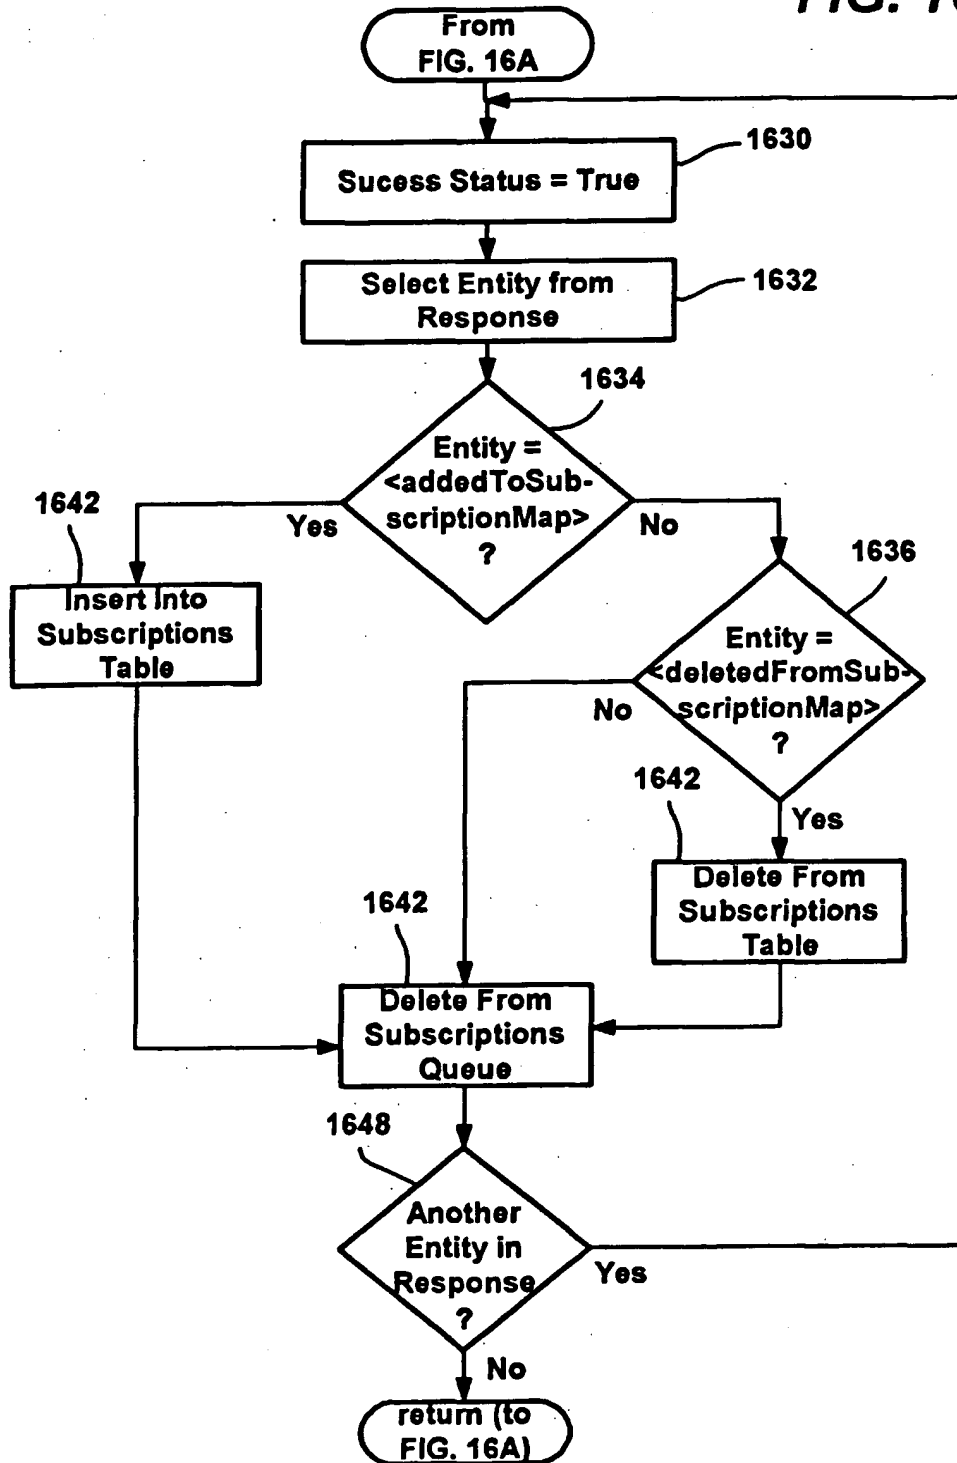 FIG. 16
From
FIG. 16A
1630
Sucess Status = True
1632
Select Entity from
Response
1634
Entity =
<addedToSub-
scriptionMap>
?
Yes
No
1642
Insert Into
Subscriptions
Table
1636
Entity =
<deletedFromSub-
scriptionMap>
?
No
Yes
1642
Delete From
Subscriptions
Table
1642
Delete From
Subscriptions
Queue
1648
Another
Entity in
Response
?
Yes
No
return (to
FIG. 16A)